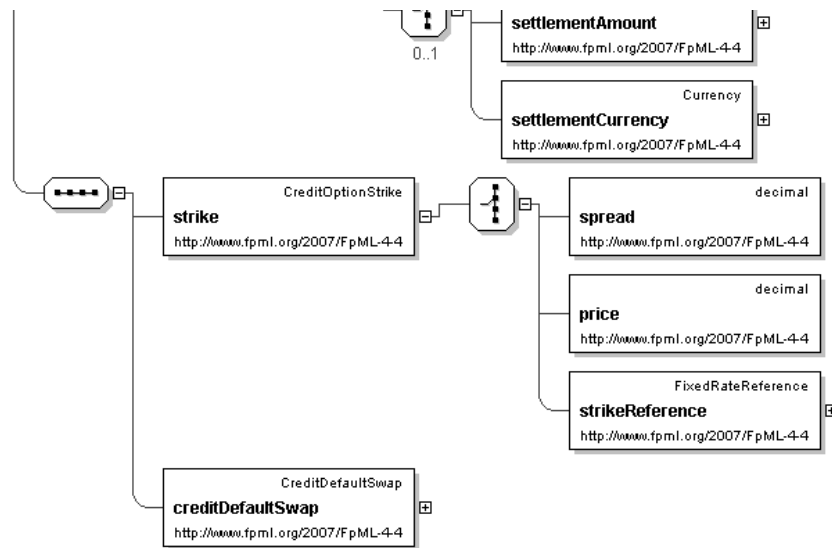 settlementAmount
http://www.fpml.org/2007/FpML-4-4
0..1
Currency
settlementCurrency
http://www.fpml.org/2007/FpML-4-4
CreditOptionStrike
strike
http://www.fpml.org/2007/FpML-4-4
decimal
spread
http://www.fpml.org/2007/FpML-4-4
decimal
price
http://www.fpml.org/2007/FpML-4-4
FixedRateReference
strikeReference
http://www.fpml.org/2007/FpML-4-4
CreditDefaultSwap
creditDefaultSwap
http://www.fpml.org/2007/FpML-4-4